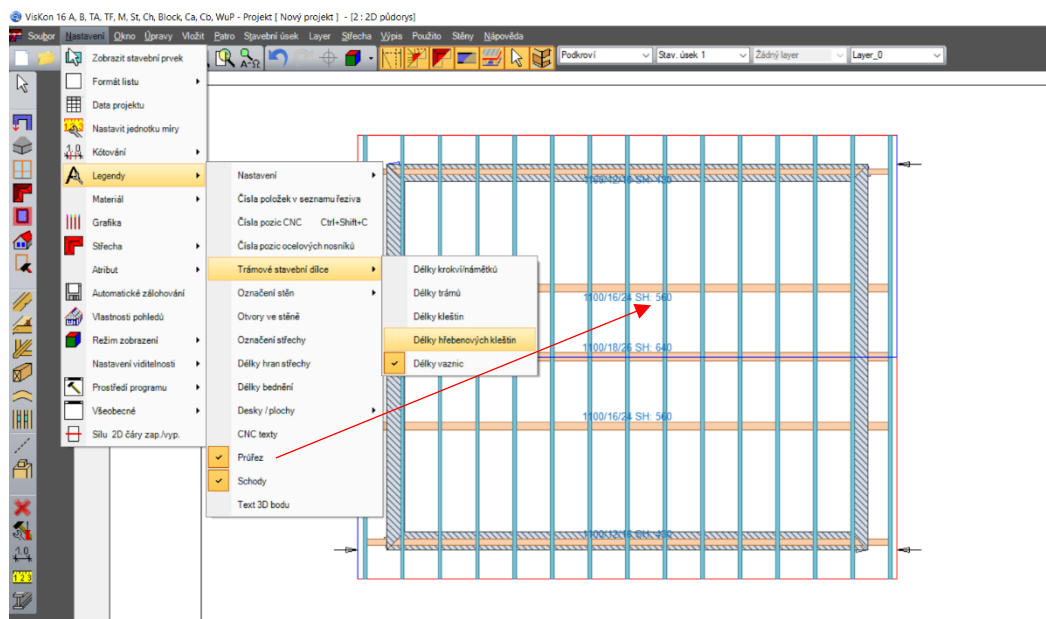 VisKon 16 A, B, TA, TF, M, St, Ch, Block, Ca, Cb, WuP - Projekt [ Nový projekt ] - [2 : 2D půdorys]
Soubor Nastavení Okno Úpravy Vložit Patro Stavební úsek Layer Střecha Výpis Použito Stěny Nápověda
Podkroví Stav. úsek 1 Žádný layer Layer_0
Zobrazit stavební prvek
Formát listu
Data projektu
Nastavit jednotku míry
Kótování
Legendy
Materiál
Grafika
Střecha
Atribut
Automatické zálohování
Vlastnosti pohledů
Režim zobrazení
Nastavení viditelnosti
Prostředí programu
Všeobecné
Sílu 2D čáry zap./vyp.
Nastavení
Čísla položek v seznamu řeziva
Čísla pozic CNC Ctrl+Shift+C
Čísla pozic ocelových nosníků
Trámové stavební dílce
Označení stěn
Otvory ve stěně
Označení střechy
Délky hran střechy
Délky bednění
Desky / plochy
CNC texty
Průřez
Schody
Text 3D bodu
Délky krokví/námětků
Délky trámů
Délky kleštin
Délky hřebenových kleštin
Délky vaznic
1100/16/24 SH: 560
1100/18/26 SH: 640
1100/16/24 SH: 560